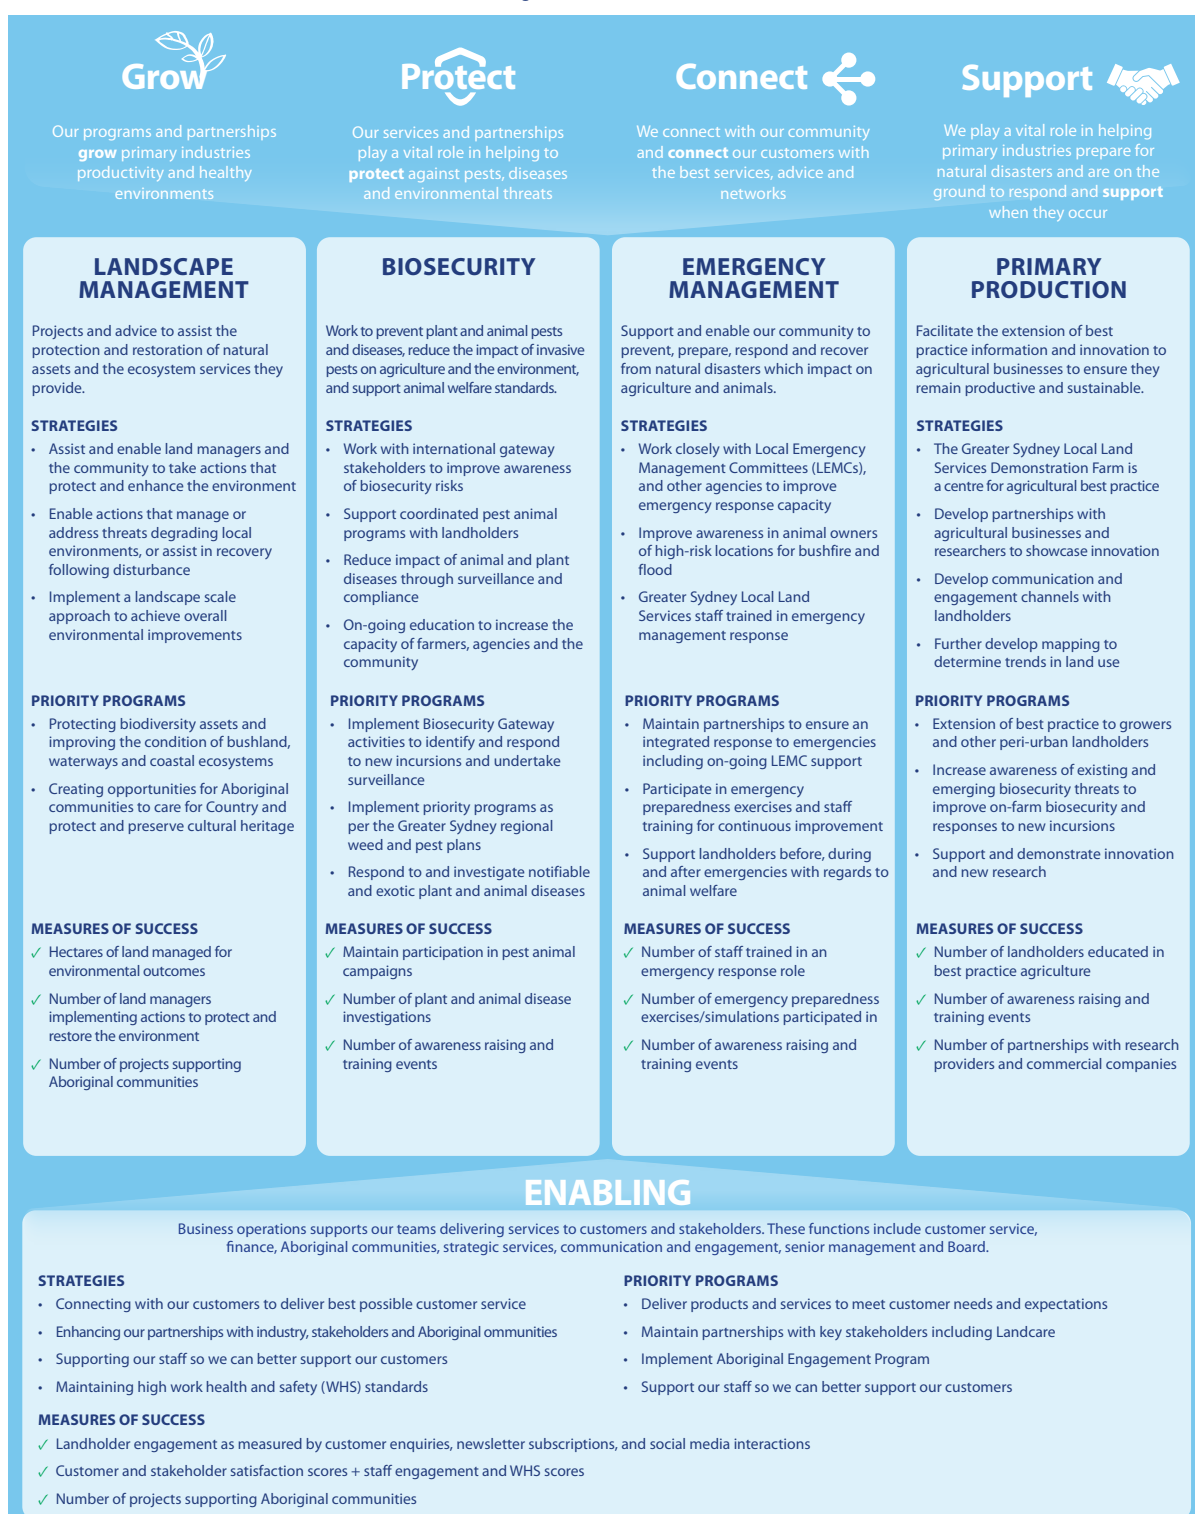 Grow
Our programs and partnerships
grow primary industries
productivity and healthy
environments
Protect
Our services and partnerships
play a vital role in helping to
protect against pests, diseases
and environmental threats
Connect
We connect with our community
and connect our customers with
the best services, advice and
networks
Support
We play a vital role in helping
primary industries prepare for
natural disasters and are on the
ground to respond and support
when they occur
LANDSCAPE
MANAGEMENT
Projects and advice to assist the
protection and restoration of natural
assets and the ecosystem services they
provide.
STRATEGIES
• Assist and enable land managers and
the community to take actions that
protect and enhance the environment
• Enable actions that manage or
address threats degrading local
environments, or assist in recovery
following disturbance
• Implement a landscape scale
approach to achieve overall
environmental improvements
PRIORITY PROGRAMS
• Protecting biodiversity assets and
improving the condition of bushland,
waterways and coastal ecosystems
• Creating opportunities for Aboriginal
communities to care for Country and
protect and preserve cultural heritage
MEASURES OF SUCCESS
✓ Hectares of land managed for
environmental outcomes
✓ Number of land managers
implementing actions to protect and
restore the environment
✓ Number of projects supporting
Aboriginal communities
BIOSECURITY
Work to prevent plant and animal pests
and diseases, reduce the impact of invasive
pests on agriculture and the environment,
and support animal welfare standards.
STRATEGIES
• Work with international gateway
stakeholders to improve awareness
of biosecurity risks
• Support coordinated pest animal
programs with landholders
• Reduce impact of animal and plant
diseases through surveillance and
compliance
• On-going education to increase the
capacity of farmers, agencies and the
community
PRIORITY PROGRAMS
• Implement Biosecurity Gateway
activities to identify and respond
to new incursions and undertake
surveillance
• Implement priority programs as
per the Greater Sydney regional
weed and pest plans
• Respond to and investigate notifiable
and exotic plant and animal diseases
MEASURES OF SUCCESS
✓ Maintain participation in pest animal
campaigns
✓ Number of plant and animal disease
investigations
✓ Number of awareness raising and
training events
EMERGENCY
MANAGEMENT
Support and enable our community to
prevent, prepare, respond and recover
from natural disasters which impact on
agriculture and animals.
STRATEGIES
• Work closely with Local Emergency
Management Committees (LEMCs),
and other agencies to improve
emergency response capacity
• Improve awareness in animal owners
of high-risk locations for bushfire and
flood
• Greater Sydney Local Land
Services staff trained in emergency
management response
PRIORITY PROGRAMS
• Maintain partnerships to ensure an
integrated response to emergencies
including on-going LEMC support
• Participate in emergency
preparedness exercises and staff
training for continuous improvement
• Support landholders before, during
and after emergencies with regards to
animal welfare
MEASURES OF SUCCESS
✓ Number of staff trained in an
emergency response role
✓ Number of emergency preparedness
exercises/simulations participated in
✓ Number of awareness raising and
training events
PRIMARY
PRODUCTION
Facilitate the extension of best
practice information and innovation to
agricultural businesses to ensure they
remain productive and sustainable.
STRATEGIES
• The Greater Sydney Local Land
Services Demonstration Farm is
a centre for agricultural best practice
• Develop partnerships with
agricultural businesses and
researchers to showcase innovation
• Develop communication and
engagement channels with
landholders
• Further develop mapping to
determine trends in land use
PRIORITY PROGRAMS
• Extension of best practice to growers
and other peri-urban landholders
• Increase awareness of existing and
emerging biosecurity threats to
improve on-farm biosecurity and
responses to new incursions
• Support and demonstrate innovation
and new research
MEASURES OF SUCCESS
✓ Number of landholders educated in
best practice agriculture
✓ Number of awareness raising and
training events
✓ Number of partnerships with research
providers and commercial companies
ENABLING
Business operations supports our teams delivering services to customers and stakeholders. These functions include customer service,
finance, Aboriginal communities, strategic services, communication and engagement, senior management and Board.
STRATEGIES
• Connecting with our customers to deliver best possible customer service
• Enhancing our partnerships with industry, stakeholders and Aboriginal ommunities
• Supporting our staff so we can better support our customers
• Maintaining high work health and safety (WHS) standards
PRIORITY PROGRAMS
• Deliver products and services to meet customer needs and expectations
• Maintain partnerships with key stakeholders including Landcare
• Implement Aboriginal Engagement Program
• Support our staff so we can better support our customers
MEASURES OF SUCCESS
✓ Landholder engagement as measured by customer enquiries, newsletter subscriptions, and social media interactions
✓ Customer and stakeholder satisfaction scores + staff engagement and WHS scores
✓ Number of projects supporting Aboriginal communities